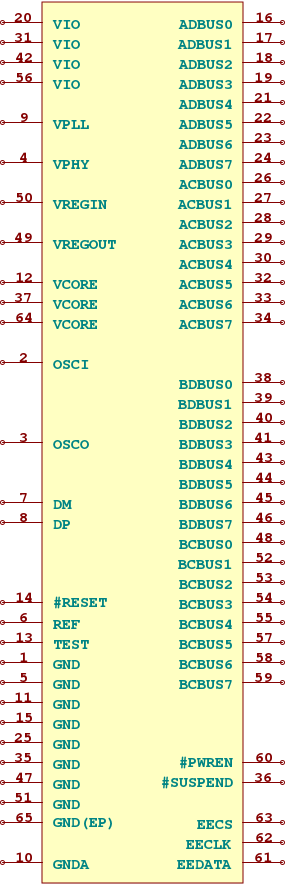 20 VIO ADBUS0 16
31 VIO ADBUS1 17
42 VIO ADBUS2 18
56 VIO ADBUS3 19
ADBUS4 21
9 VPLL ADBUS5 22
ADBUS6 23
4 VPHY ADBUS7 24
ACBUS0 26
50 VREGIN ACBUS1 27
ACBUS2 28
49 VREGOUT ACBUS3 29
ACBUS4 30
12 VCORE ACBUS5 32
37 VCORE ACBUS6 33
64 VCORE ACBUS7 34
2 OSCI
BDBUS0 38
BDBUS1 39
BDBUS2 40
3 OSCO BDBUS3 41
BDBUS4 43
BDBUS5 44
7 DM BDBUS6 45
8 DP BDBUS7 46
BCBUS0 48
BCBUS1 52
BCBUS2 53
14 #RESET BCBUS3 54
6 REF BCBUS4 55
13 TEST BCBUS5 57
1 GND BCBUS6 58
5 GND BCBUS7 59
11 GND
15 GND
25 GND
35 GND #PWREN 60
47 GND #SUSPEND 36
51 GND
65 GND(EP) EECS 63
EECLK 62
10 GNDA EEDATA 61